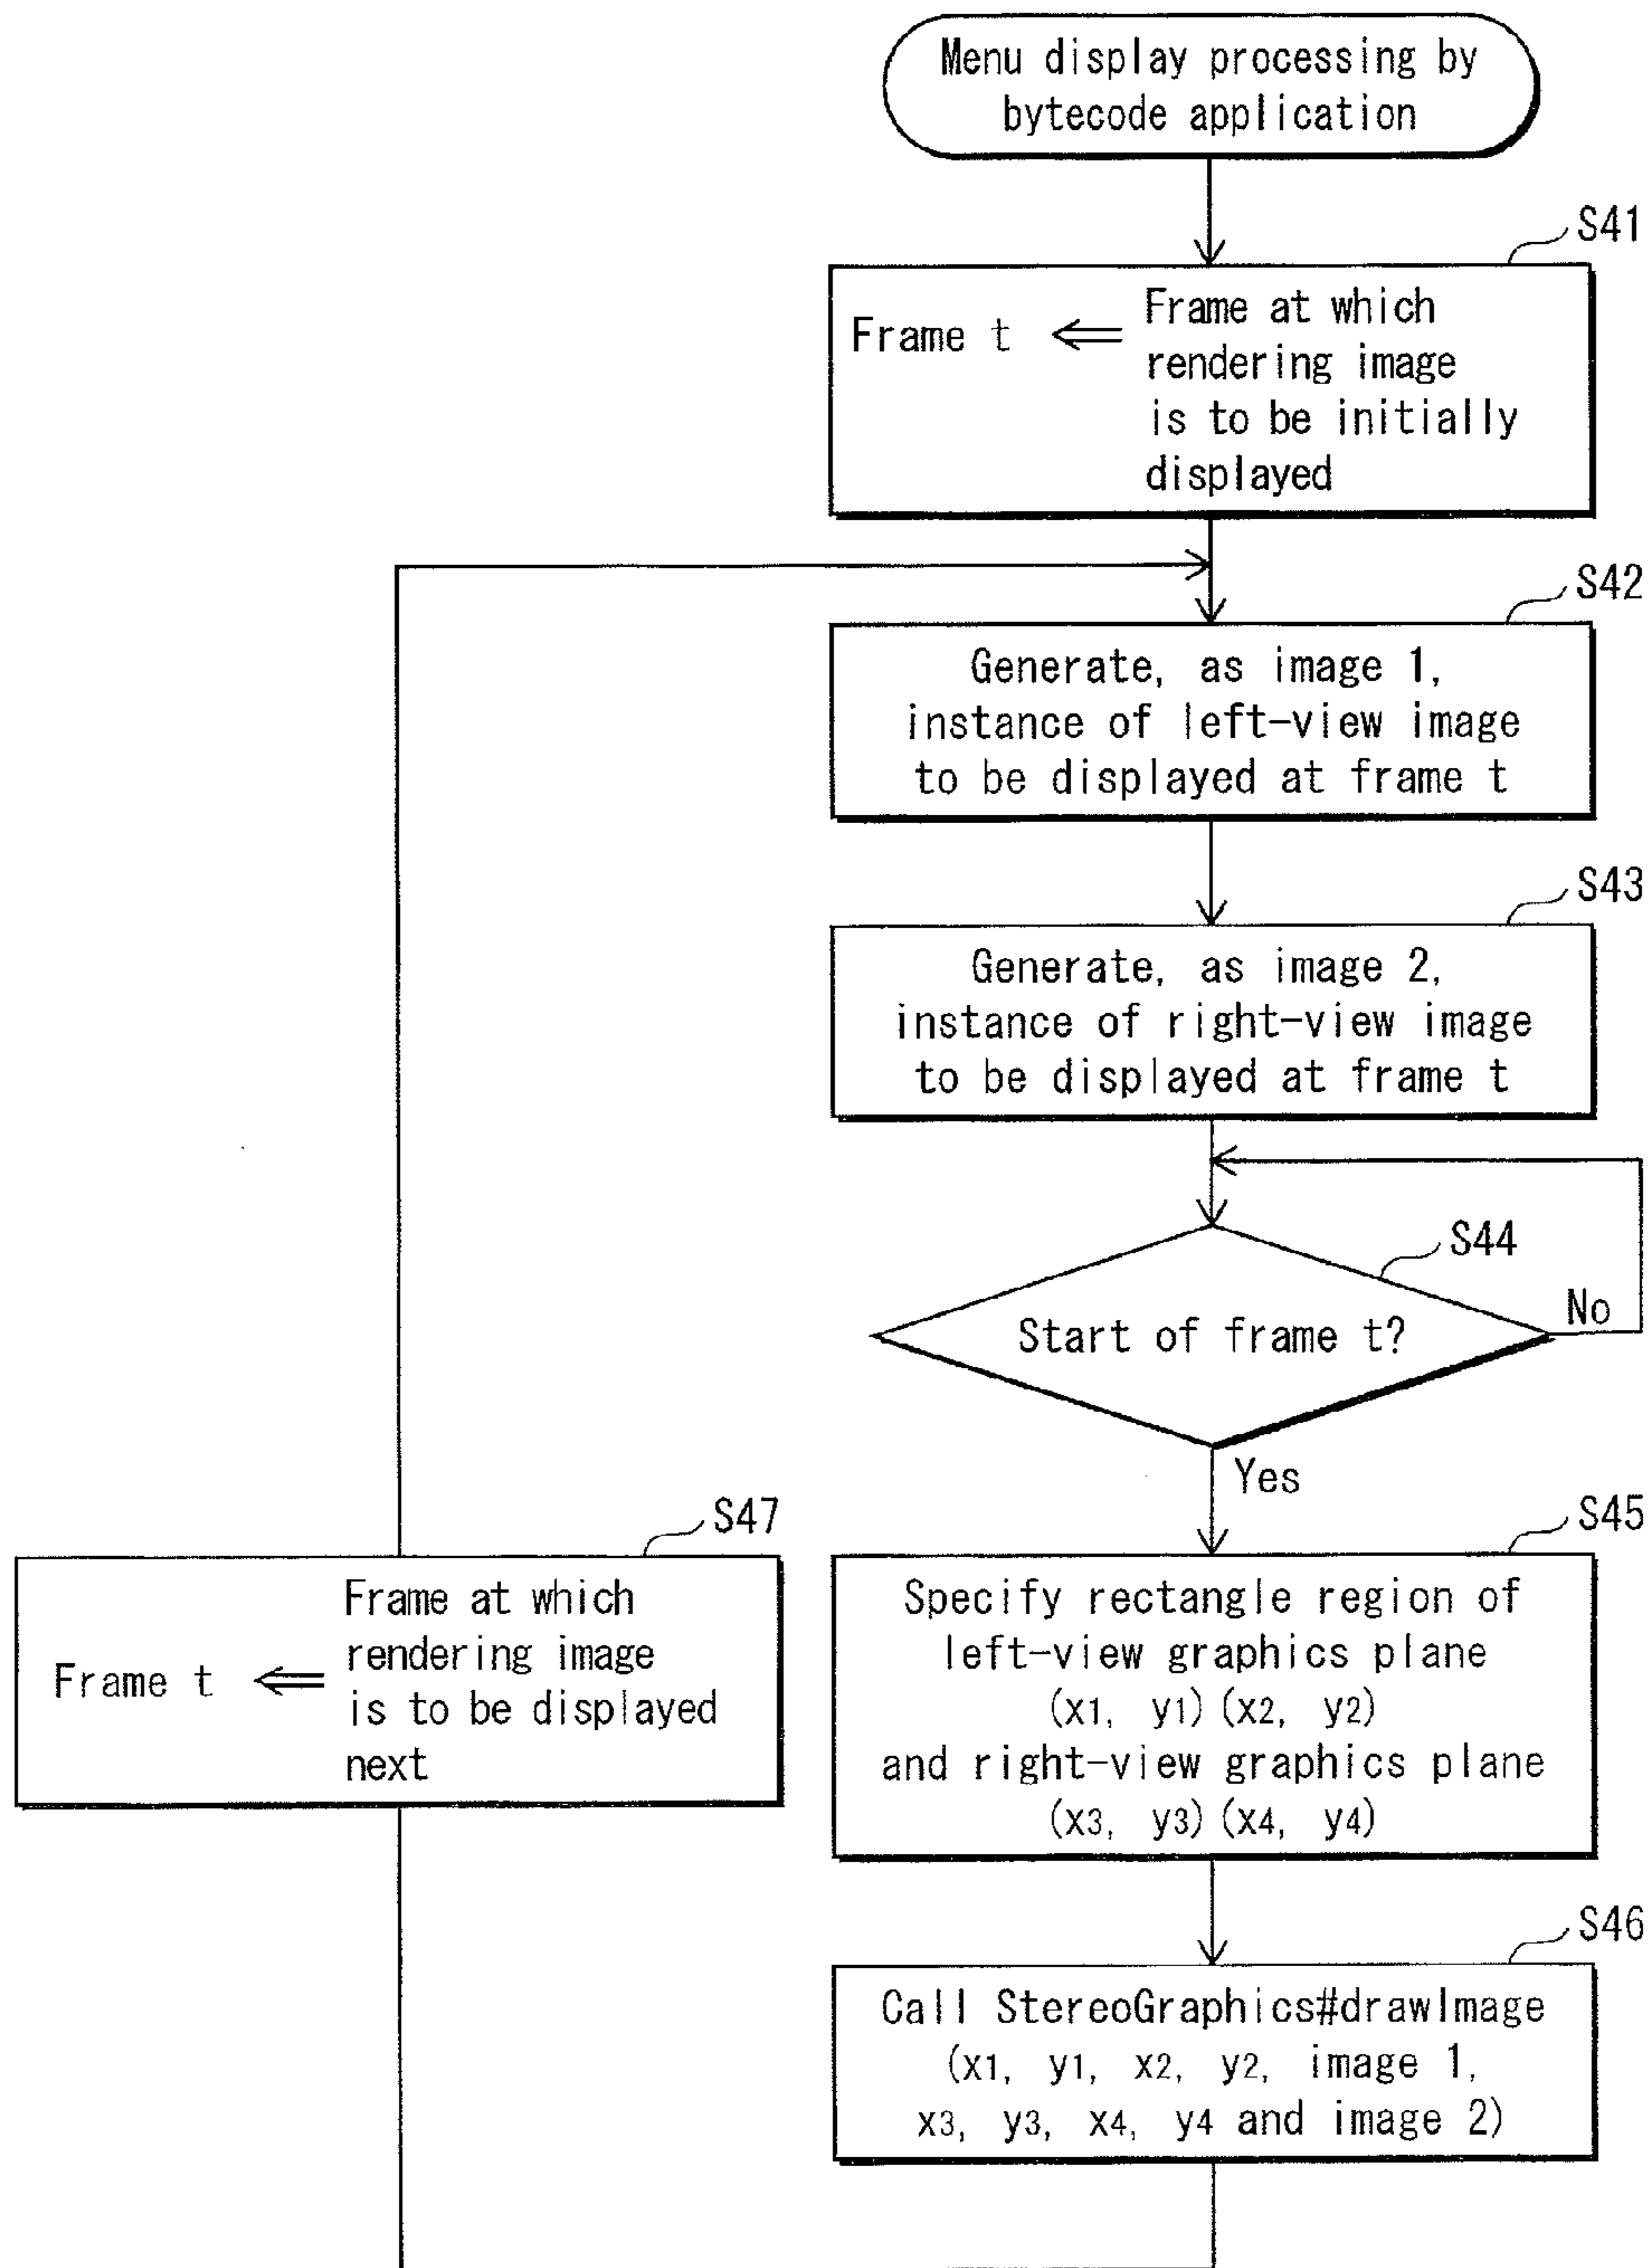 Menu display processing by
bytecode application
S41
Frame t ⇐ Frame at which
rendering image
is to be initially
displayed
S42
Generate, as image 1,
instance of left-view image
to be displayed at frame t
S43
Generate, as image 2,
instance of right-view image
to be displayed at frame t
S44
Start of frame t?
No
Yes
S45
Specify rectangle region of
left-view graphics plane
(x1, y1)(x2, y2)
and right-view graphics plane
(x3, y3)(x4, y4)
S46
Call StereoGraphics#drawImage
(x1, y1, x2, y2, image 1,
x3, y3, x4, y4 and image 2)
S47
Frame t ⇐ Frame at which
rendering image
is to be displayed
next